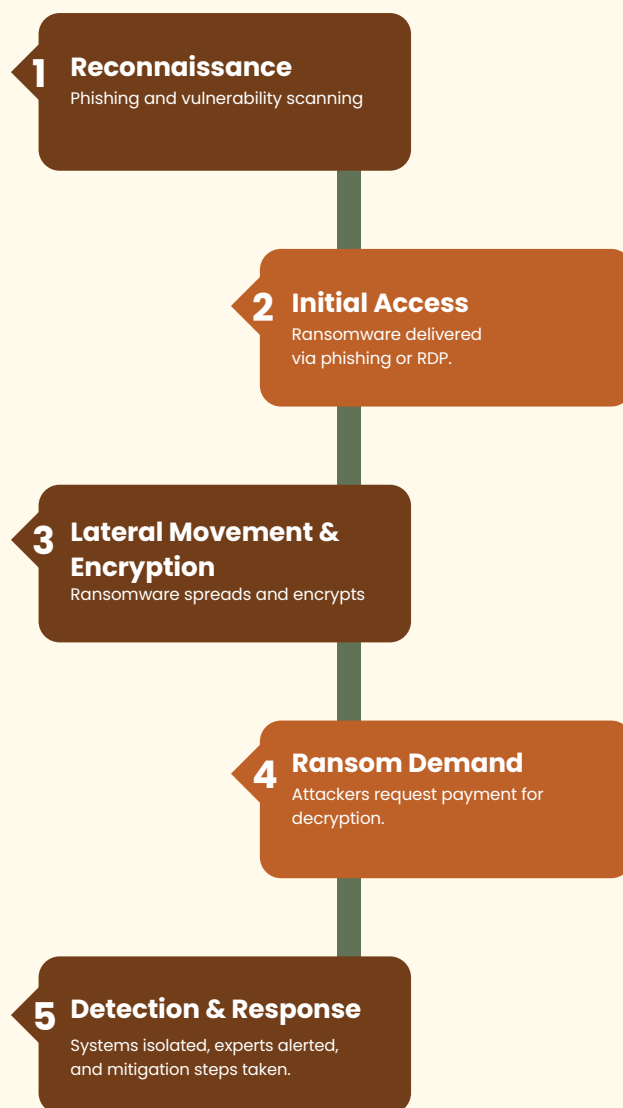 1
Reconnaissance
Phishing and vulnerability scanning
2
Initial Access
Ransomware delivered
via phishing or RDP.
3
Lateral Movement &
Encryption
Ransomware spreads and encrypts
4
Ransom Demand
Attackers request payment for
decryption.
5
Detection & Response
Systems isolated, experts alerted,
and mitigation steps taken.